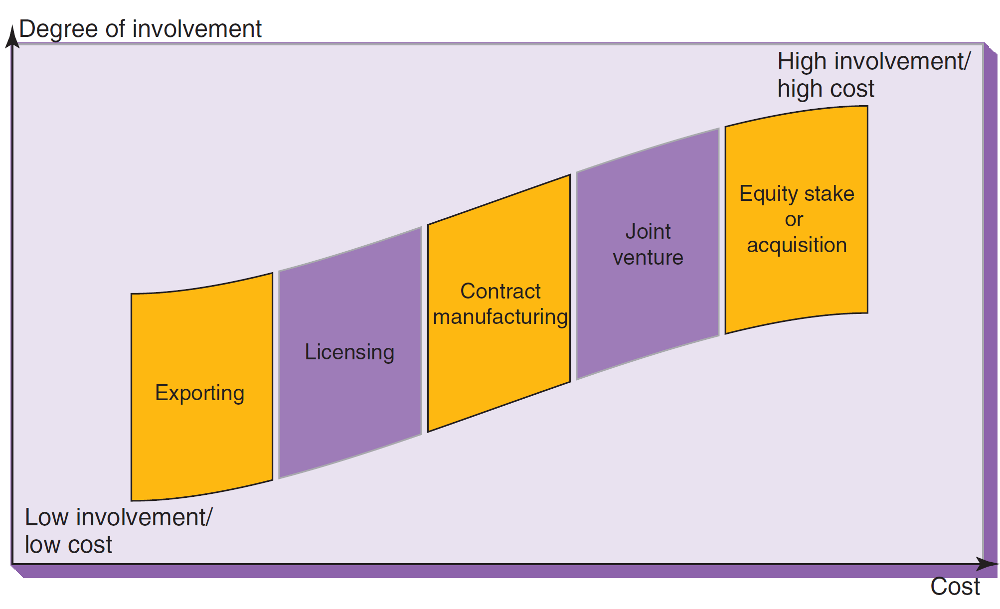 Degree of involvement
High involvement/
high cost
Equity stake
or
acquisition
Joint
venture
Contract
manufacturing
Licensing
Exporting
Low involvement/
low cost
Cost